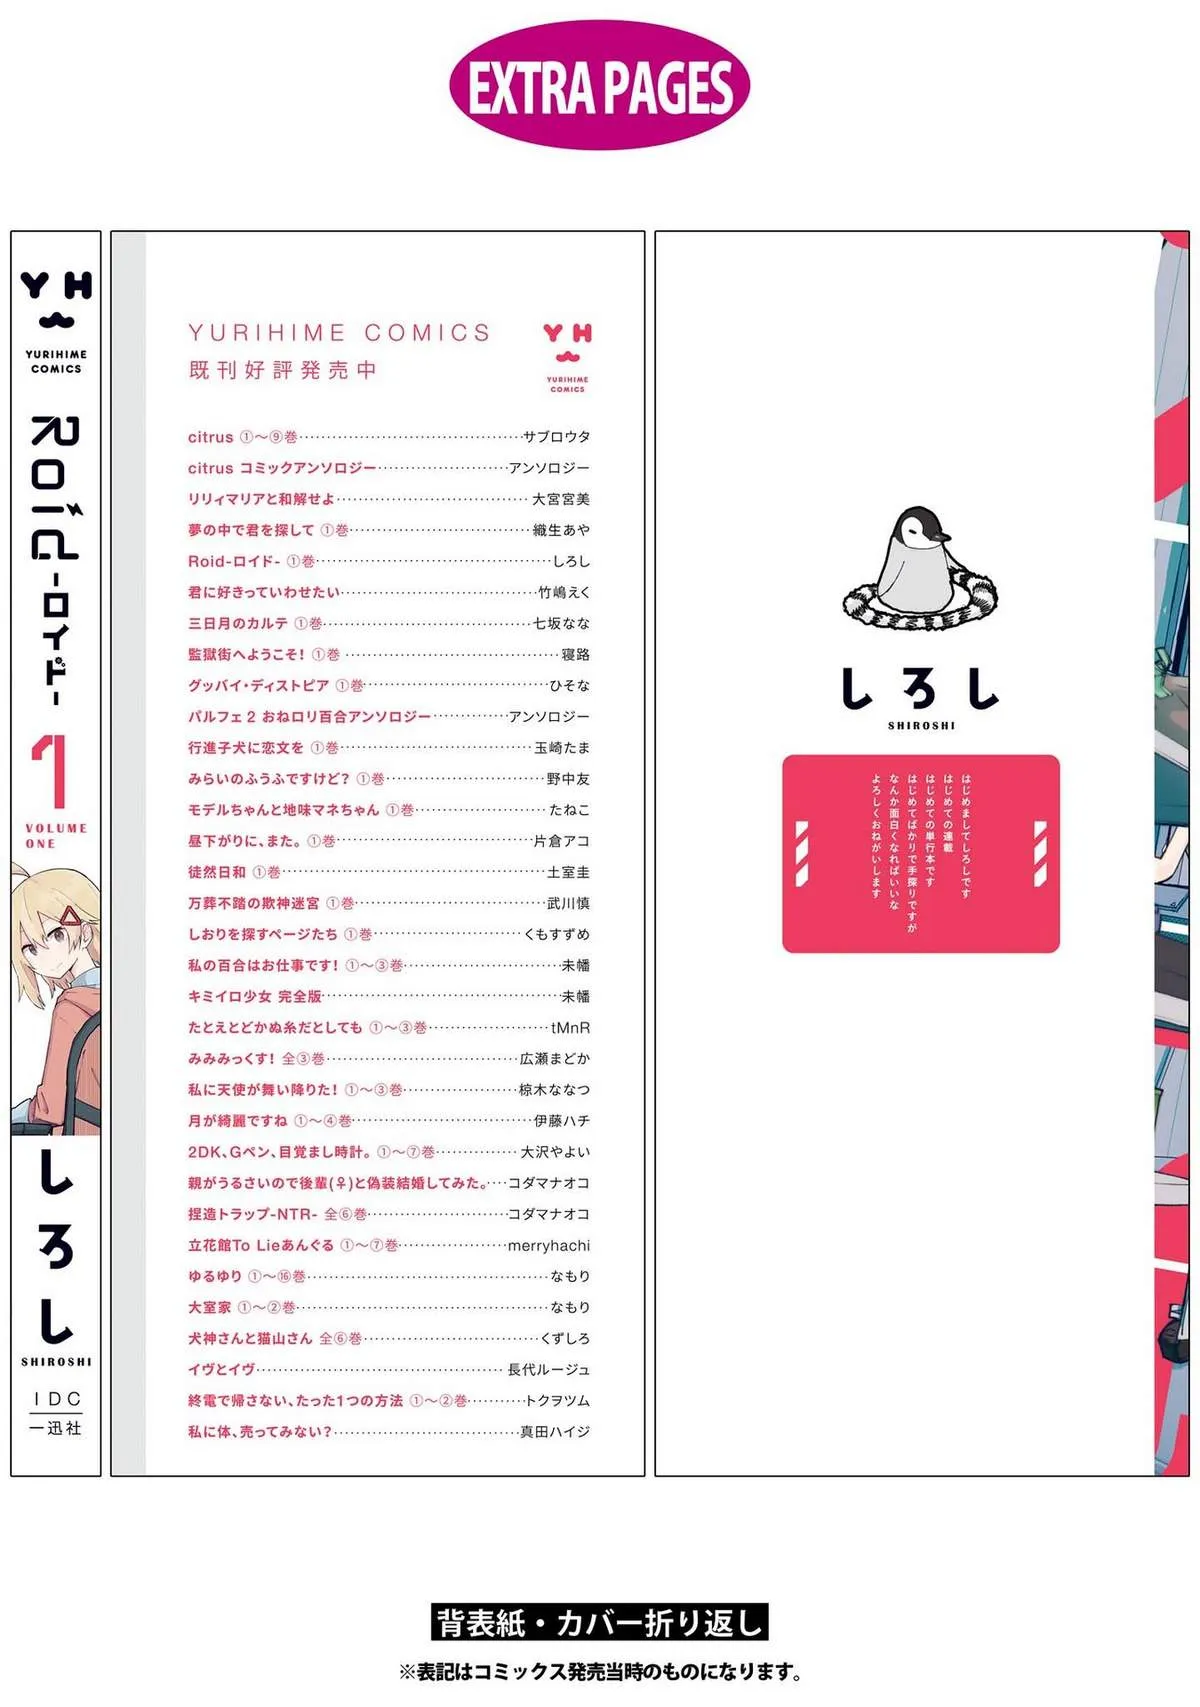 EXTRA PAGES
Y H
YURIHIME
COMICS
Roid
-ロイド-
1
VOLUME
ONE
しろし
SHIROSHI
IDC
一迅社
YURIHIME COMICS
既刊好評発売中
Y H
YURIHIME
COMICS
citrus ①〜⑨巻……サブロウタ
citrus コミックアンソロジー……アンソロジー
リリィマリアと和解せよ……大宮宮美
夢の中で君を探して ①巻……織生あや
Roid-ロイド- ①巻……しろし
君に好きっていわせたい……竹嶋えく
三日月のカルテ ①巻……七坂なな
監獄街へようこそ! ①巻……寝路
グッバイ・ディストピア ①巻……ひそな
パルフェ2 おねロリ百合アンソロジー……アンソロジー
行進子犬に恋文を ①巻……玉崎たま
みらいのふうふですけど? ①巻……野中友
モデルちゃんと地味マネちゃん ①巻……たねこ
昼下がりに、また。 ①巻……片倉アコ
徒然日和 ①巻……土室圭
万葬不踏の欺神迷宮 ①巻……武川慎
しおりを探すページたち ①巻……くもすずめ
私の百合はお仕事です! ①〜③巻……未幡
キミイロ少女 完全版……未幡
たとえとどかぬ糸だとしても ①〜③巻……tMnR
みみみっくす! 全③巻……広瀬まどか
私に天使が舞い降りた! ①〜③巻……椋木ななつ
月が綺麗ですね ①〜④巻……伊藤ハチ
2DK、Gペン、目覚まし時計。 ①〜⑦巻……大沢やよい
親がうるさいので後輩(♀)と偽装結婚してみた。……コダマナオコ
捏造トラップ-NTR- 全⑥巻……コダマナオコ
立花館To Lieあんぐる ①〜⑦巻……merryhachi
ゆるゆり ①〜⑯巻……なもり
大室家 ①〜②巻……なもり
犬神さんと猫山さん 全⑥巻……くずしろ
イヴとイヴ……長代ルージュ
終電で帰さない、たった1つの方法 ①〜②巻……トクヲツム
私に体、売ってみない?……真田ハイジ
しろし
SHIROSHI
はじめましてしろしです
はじめての連載
はじめての単行本です
はじめてばかりで手探りですが
なんか面白くなればいいな
よろしくおねがいします
背表紙・カバー折り返し
※表記はコミックス発売当時のものになります。